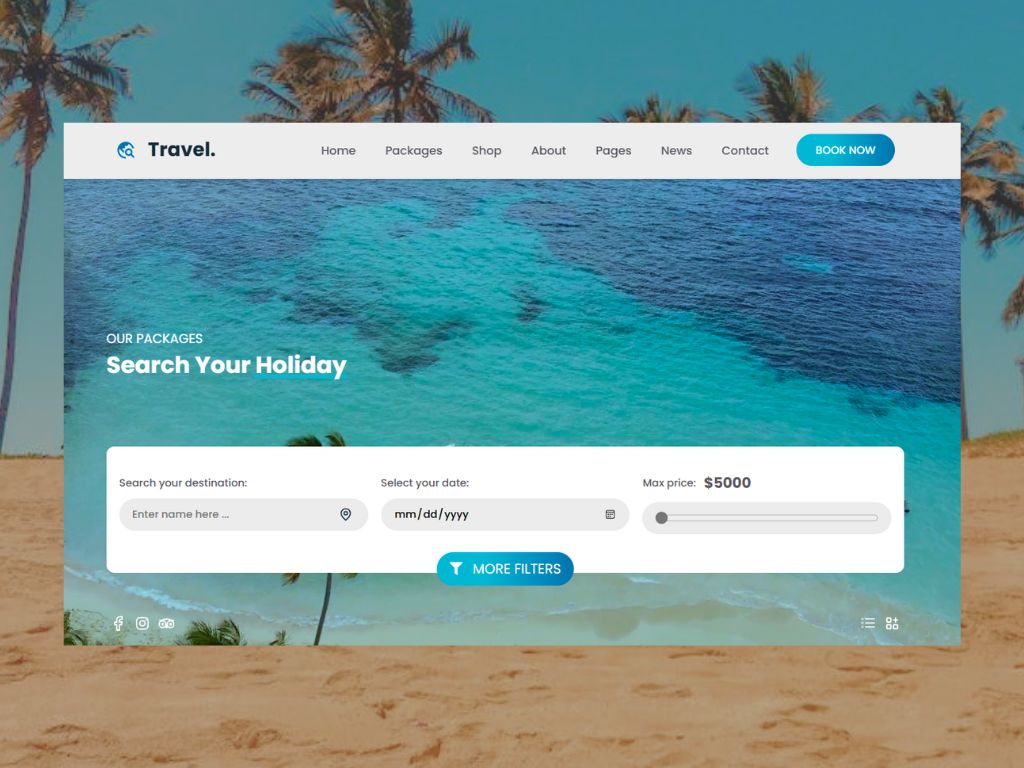 Travel.
Home Packages Shop About Pages News Contact BOOK NOW
OUR PACKAGES
Search Your Holiday
Search your destination: Select your date: Max price: $5000
Enter name here ... mm/dd/yyyy
MORE FILTERS